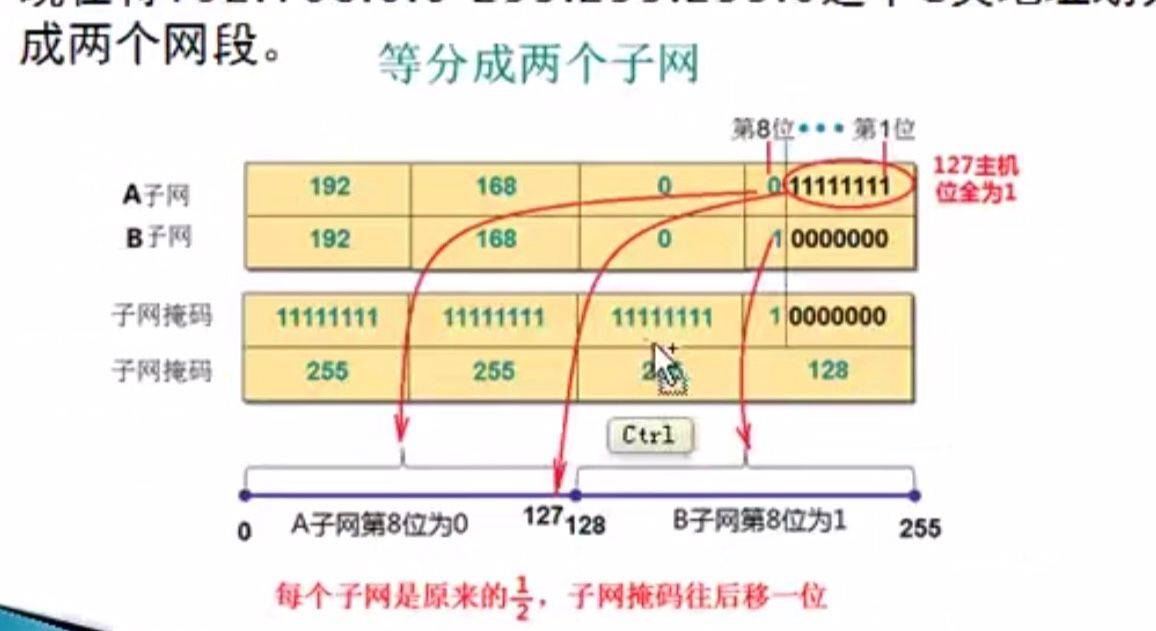 成两个网段。
等分成两个子网
第8位•••第1位
A子网 192 168 0 0 11111111
127主机
位全为1
B子网 192 168 0 1 0000000
子网掩码 11111111 11111111 11111111 1 0000000
子网掩码 255 255 128
Ctrl
0 A子网第8位为0 127 128 B子网第8位为1 255
每个子网是原来的1/2，子网掩码往后移一位